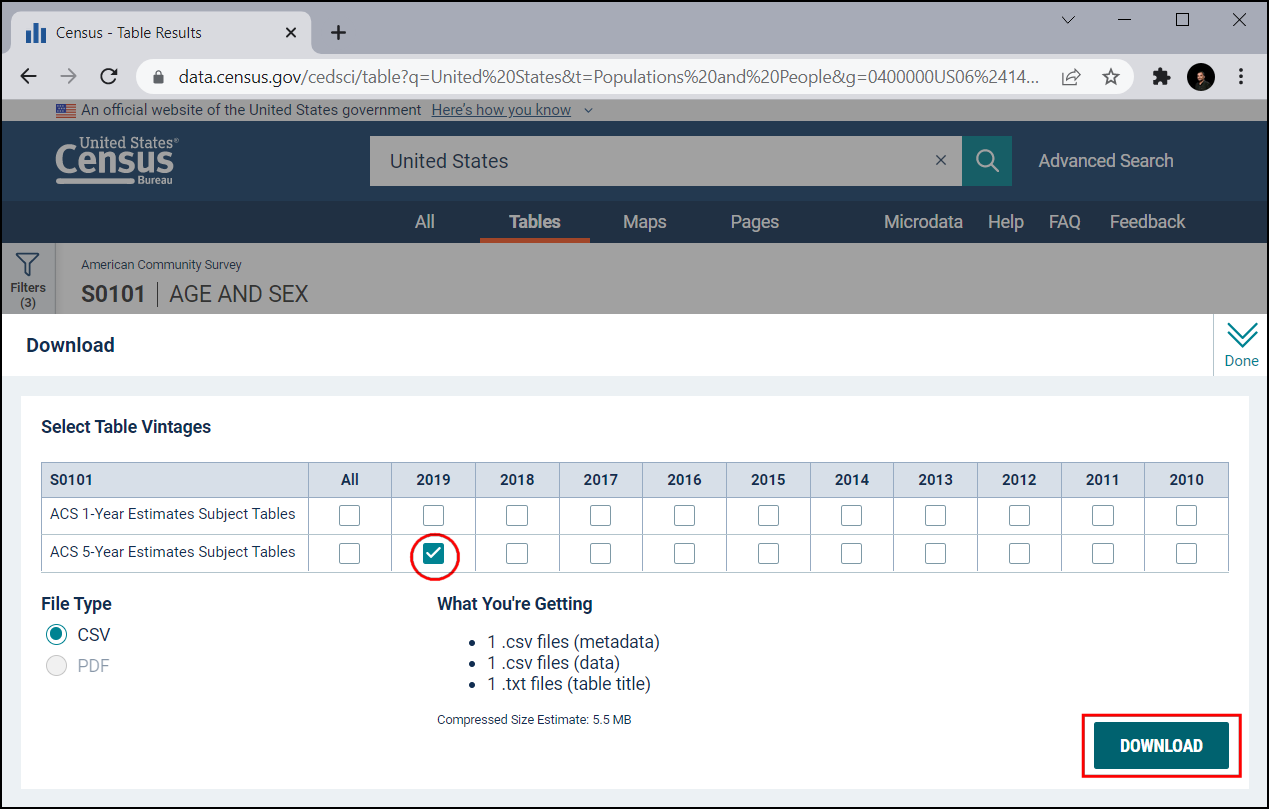 Census - Table Results
data.census.gov/cedsci/table?q=United%20States&t=Populations%20and%20People&g=0400000US06%2414...
An official website of the United States government Here's how you know
United States®
Census
Bureau
United States
Advanced Search
All Tables Maps Pages Microdata Help FAQ Feedback
Filters
(3)
American Community Survey
S0101 | AGE AND SEX
Download
Done
Select Table Vintages
S0101 All 2019 2018 2017 2016 2015 2014 2013 2012 2011 2010
ACS 1-Year Estimates Subject Tables
ACS 5-Year Estimates Subject Tables
File Type
CSV
PDF
What You're Getting
• 1 .csv files (metadata)
• 1 .csv files (data)
• 1 .txt files (table title)
Compressed Size Estimate: 5.5 MB
DOWNLOAD